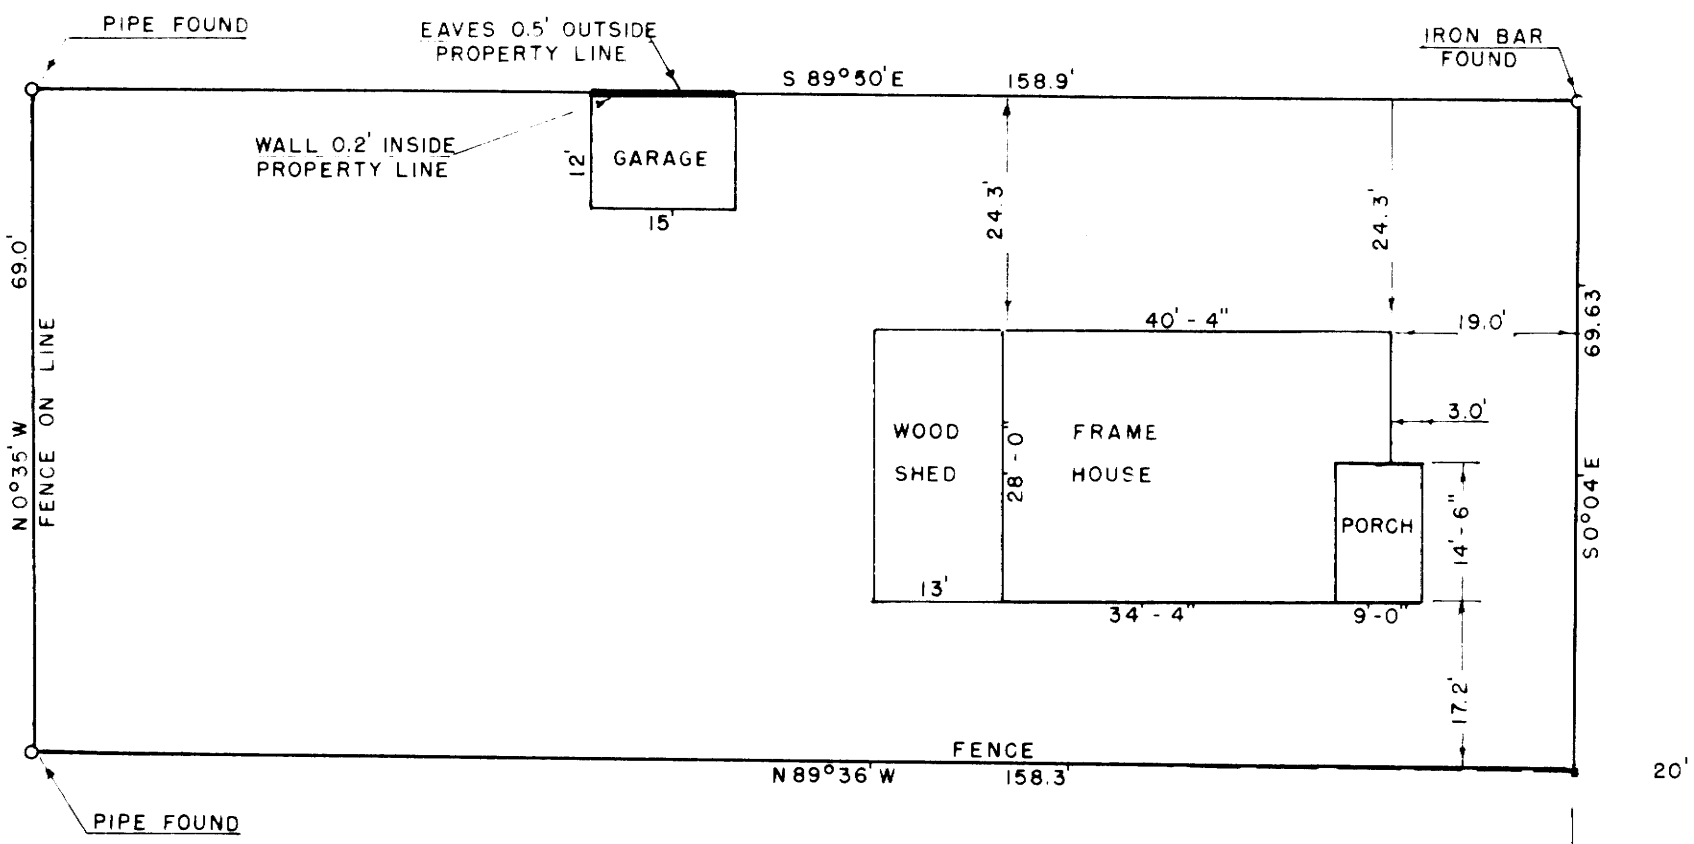 PIPE FOUND
EAVES 0.5' OUTSIDE
PROPERTY LINE
IRON BAR
FOUND
S 89°50'E 158.9'
WALL 0.2' INSIDE
PROPERTY LINE
12'
GARAGE
15'
24.3'
24.3'
69.0'
N 0°35' W
FENCE ON LINE
40'-4"
19.0'
69.63'
S 0°04'E
3.0'
WOOD
SHED
28'-0"
FRAME
HOUSE
PORCH
14'-6"
13'
34'-4"
9'-0"
17.2'
FENCE
N 89°36' W 158.3'
20'
PIPE FOUND